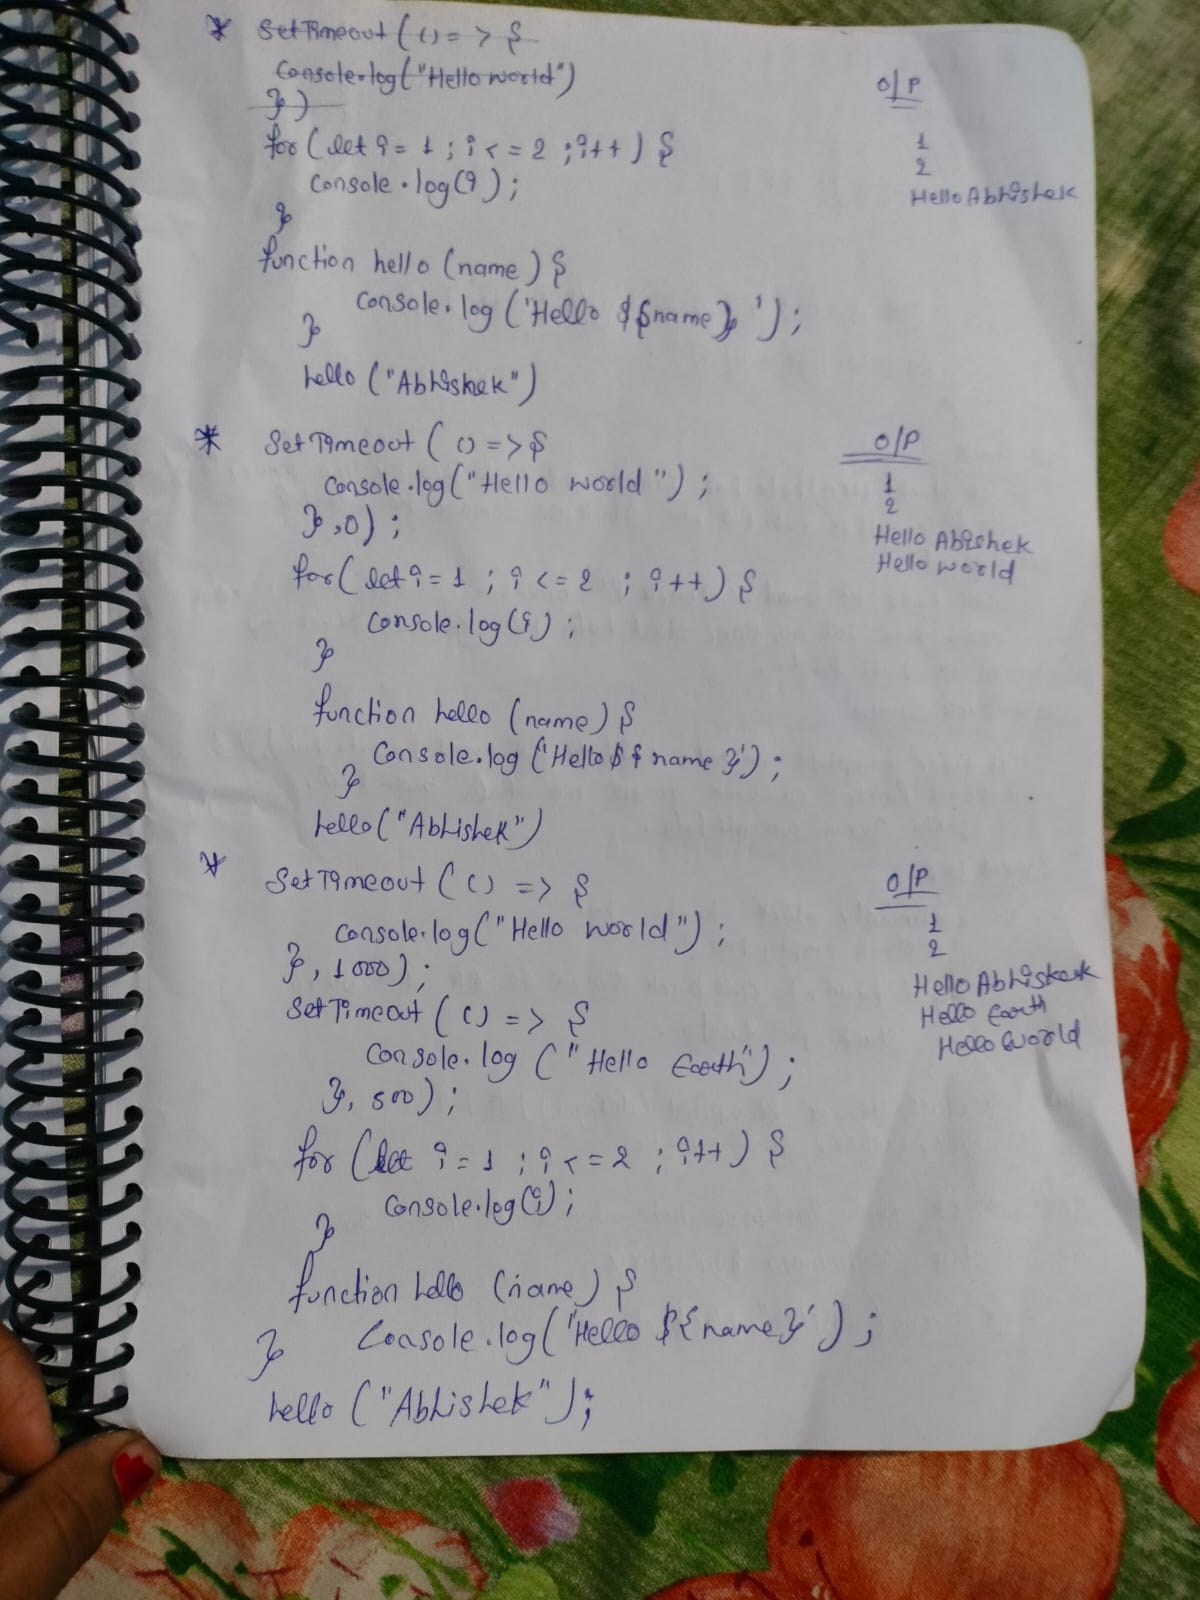 * SetTimeout ( () = > {
Console.log("Hello world")
})
for ( let i = 1 ; i < = 2 ; i++ ) {
Console.log(i);
}
function hello (name) {
Console.log ('Hello ${name}');
}
hello ("Abhishek")
O/P
1
2
Hello Abhishek
* SetTimeout ( () => {
Console.log("Hello world");
},0);
for( let i = 1 ; i <= 2 ; i++) {
Console.log(i);
}
function hello (name) {
Console.log ('Hello ${name}');
}
hello("Abhishek")
O/P
1
2
Hello Abishek
Hello world
* SetTimeout ( () => {
Console.log("Hello world");
}, 1000);
SetTimeout ( () => {
Console.log ("Hello Earth");
}, 500);
for (let i = 1 ; i <= 2 ; i++) {
Console.log(i);
}
function hello (name) {
Console.log('Hello ${name}');
}
hello ("Abhishek");
O/P
1
2
Hello Abhishek
Hello Earth
Hello World